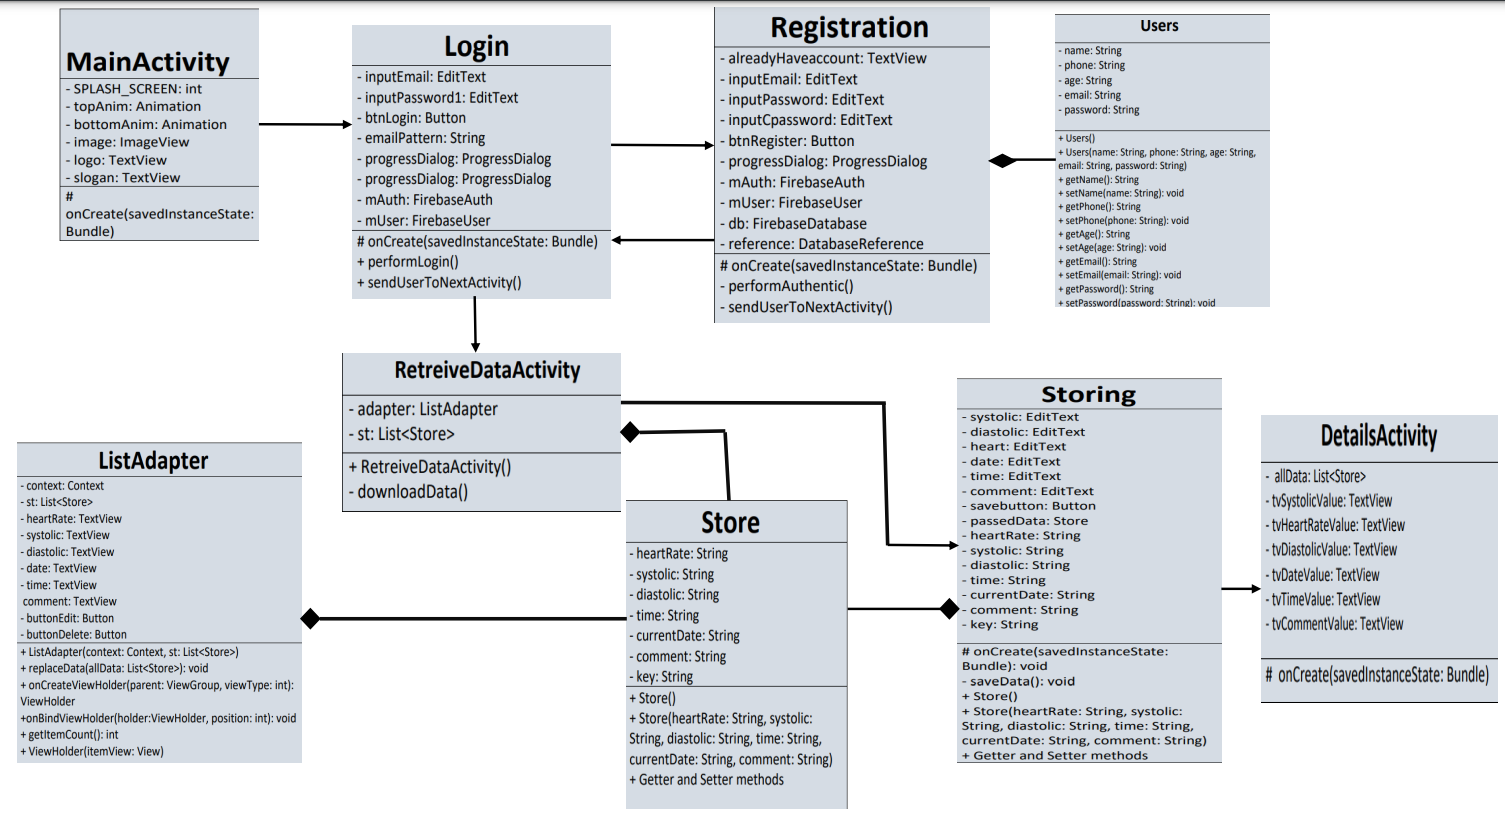 MainActivity
- SPLASH_SCREEN: int
- topAnim: Animation
- bottomAnim: Animation
- image: ImageView
- logo: TextView
- slogan: TextView
#
onCreate(savedInstanceState:
Bundle)
Login
- inputEmail: EditText
- inputPassword1: EditText
- btnLogin: Button
- emailPattern: String
- progressDialog: ProgressDialog
- progressDialog: ProgressDialog
- mAuth: FirebaseAuth
- mUser: FirebaseUser
# onCreate(savedInstanceState: Bundle)
+ performLogin()
+ sendUserToNextActivity()
Registration
- alreadyHaveaccount: TextView
- inputEmail: EditText
- inputPassword: EditText
- inputCpassword: EditText
- btnRegister: Button
- progressDialog: ProgressDialog
- mAuth: FirebaseAuth
- mUser: FirebaseUser
- db: FirebaseDatabase
- reference: DatabaseReference
# onCreate(savedInstanceState: Bundle)
- performAuthentic()
- sendUserToNextActivity()
Users
- name: String
- phone: String
- age: String
- email: String
- password: String
+ Users()
+ Users(name: String, phone: String, age: String,
email: String, password: String)
+ getName(): String
+ setName(name: String): void
+ getPhone(): String
+ setPhone(phone: String): void
+ getAge(): String
+ setAge(age: String): void
+ getEmail(): String
+ setEmail(email: String): void
+ getPassword(): String
+ setPassword(password: String): void
RetreiveDataActivity
- adapter: ListAdapter
- st: List<Store>
+ RetreiveDataActivity()
- downloadData()
ListAdapter
- context: Context
- st: List<Store>
- heartRate: TextView
- systolic: TextView
- diastolic: TextView
- date: TextView
- time: TextView
comment: TextView
- buttonEdit: Button
- buttonDelete: Button
+ ListAdapter(context: Context, st: List<Store>)
+ replaceData(allData: List<Store>): void
+ onCreateViewHolder(parent: ViewGroup, viewType: int):
ViewHolder
+onBindViewHolder(holder:ViewHolder, position: int): void
+ getItemCount(): int
+ ViewHolder(itemView: View)
Store
- heartRate: String
- systolic: String
- diastolic: String
- time: String
- currentDate: String
- comment: String
- key: String
+ Store()
+ Store(heartRate: String, systolic:
String, diastolic: String, time: String,
currentDate: String, comment: String)
+ Getter and Setter methods
Storing
- systolic: EditText
- diastolic: EditText
- heart: EditText
- date: EditText
- time: EditText
- comment: EditText
- savebutton: Button
- passedData: Store
- heartRate: String
- systolic: String
- diastolic: String
- time: String
- currentDate: String
- comment: String
- key: String
# onCreate(savedInstanceState:
Bundle): void
- saveData(): void
+ Store()
+ Store(heartRate: String, systolic:
String, diastolic: String, time: String,
currentDate: String, comment: String)
+ Getter and Setter methods
DetailsActivity
- allData: List<Store>
- tvSystolicValue: TextView
- tvHeartRateValue: TextView
- tvDiastolicValue: TextView
- tvDateValue: TextView
- tvTimeValue: TextView
- tvCommentValue: TextView
# onCreate(savedInstanceState: Bundle)